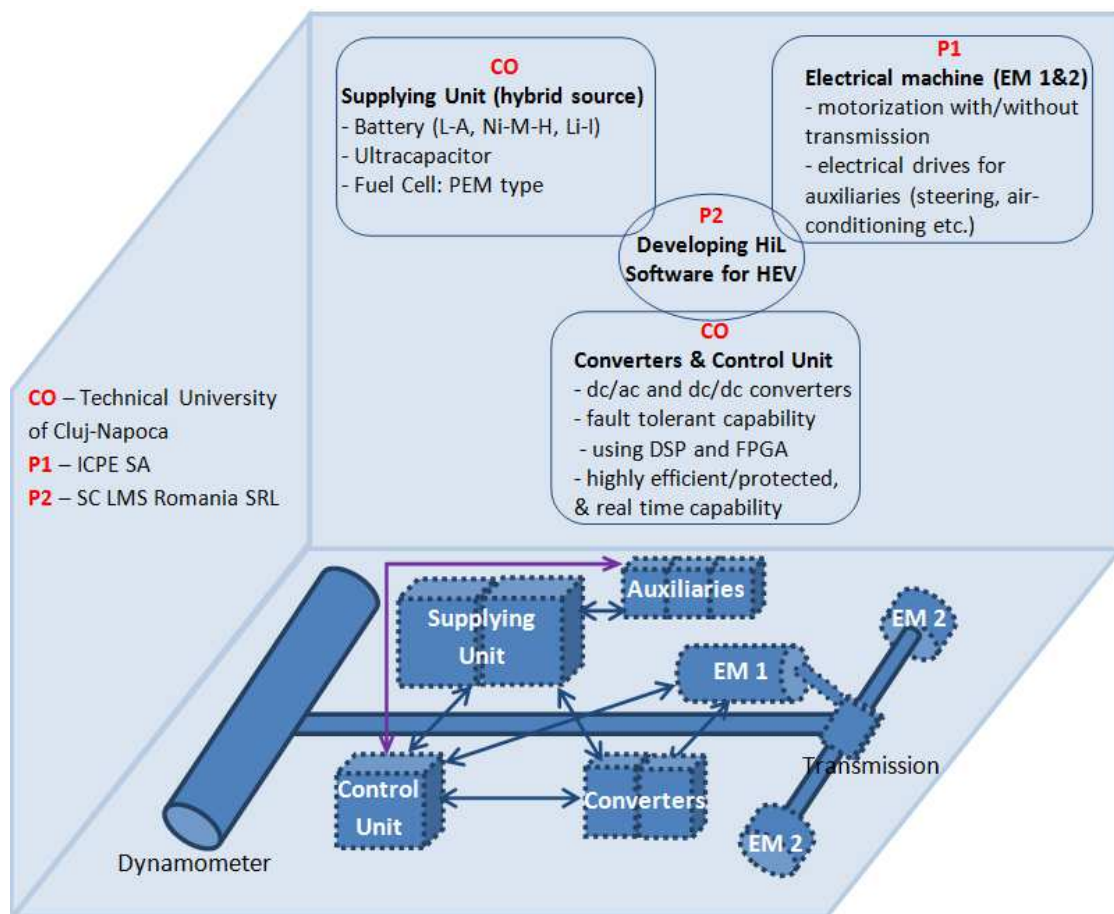 CO
Supplying Unit (hybrid source)
- Battery (L-A, Ni-M-H, Li-I)
- Ultracapacitor
- Fuel Cell: PEM type
P1
Electrical machine (EM 1&2)
- motorization with/without
transmission
- electrical drives for
auxiliaries (steering, air-
conditioning etc.)
P2
Developing HiL
Software for HEV
CO
Converters & Control Unit
- dc/ac and dc/dc converters
- fault tolerant capability
- using DSP and FPGA
- highly efficient/protected,
& real time capability
CO – Technical University
of Cluj-Napoca
P1 – ICPE SA
P2 – SC LMS Romania SRL
Auxiliaries
Supplying
Unit
EM 2
EM 1
Transmission
Control
Unit
Converters
EM 2
Dynamometer